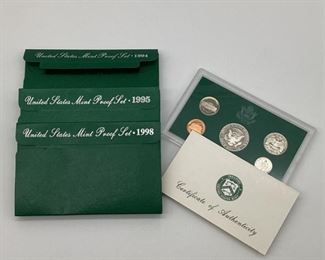 United States Mint Proof Set • 1994
United States Mint Proof Set • 1995
United States Mint Proof Set • 1998
Certificate of Authenticity